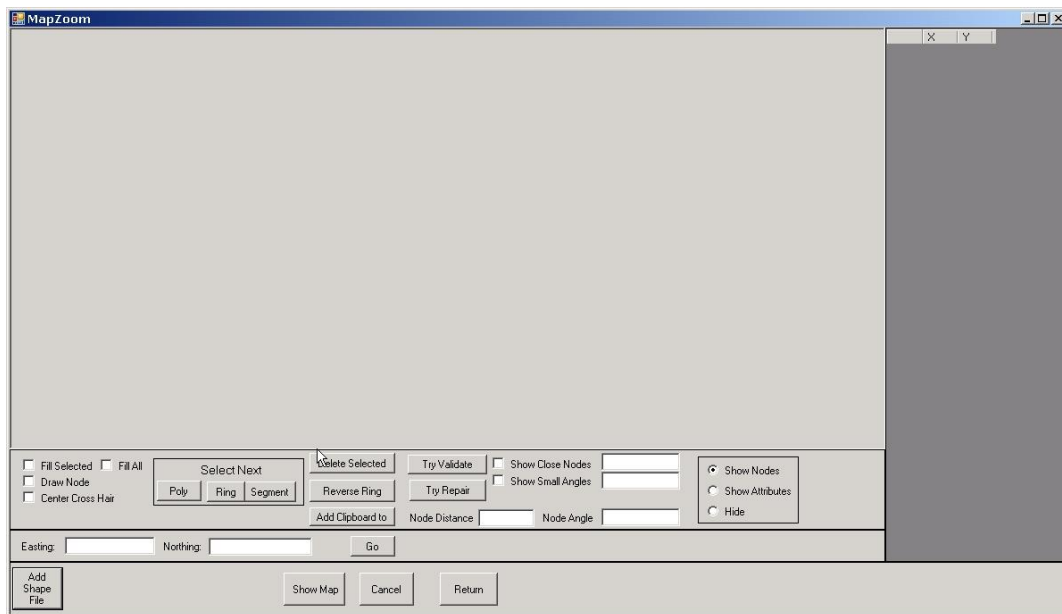 MapZoom
X Y
Fill Selected Fill All
Draw Node
Center Cross Hair
Select Next
Poly Ring Segment
Delete Selected
Reverse Ring
Add Clipboard to
Try Validate
Try Repair
Show Close Nodes
Show Small Angles
Node Distance Node Angle
Show Nodes
Show Attributes
Hide
Easting: Northing: Go
Add
Shape
File
Show Map Cancel Return